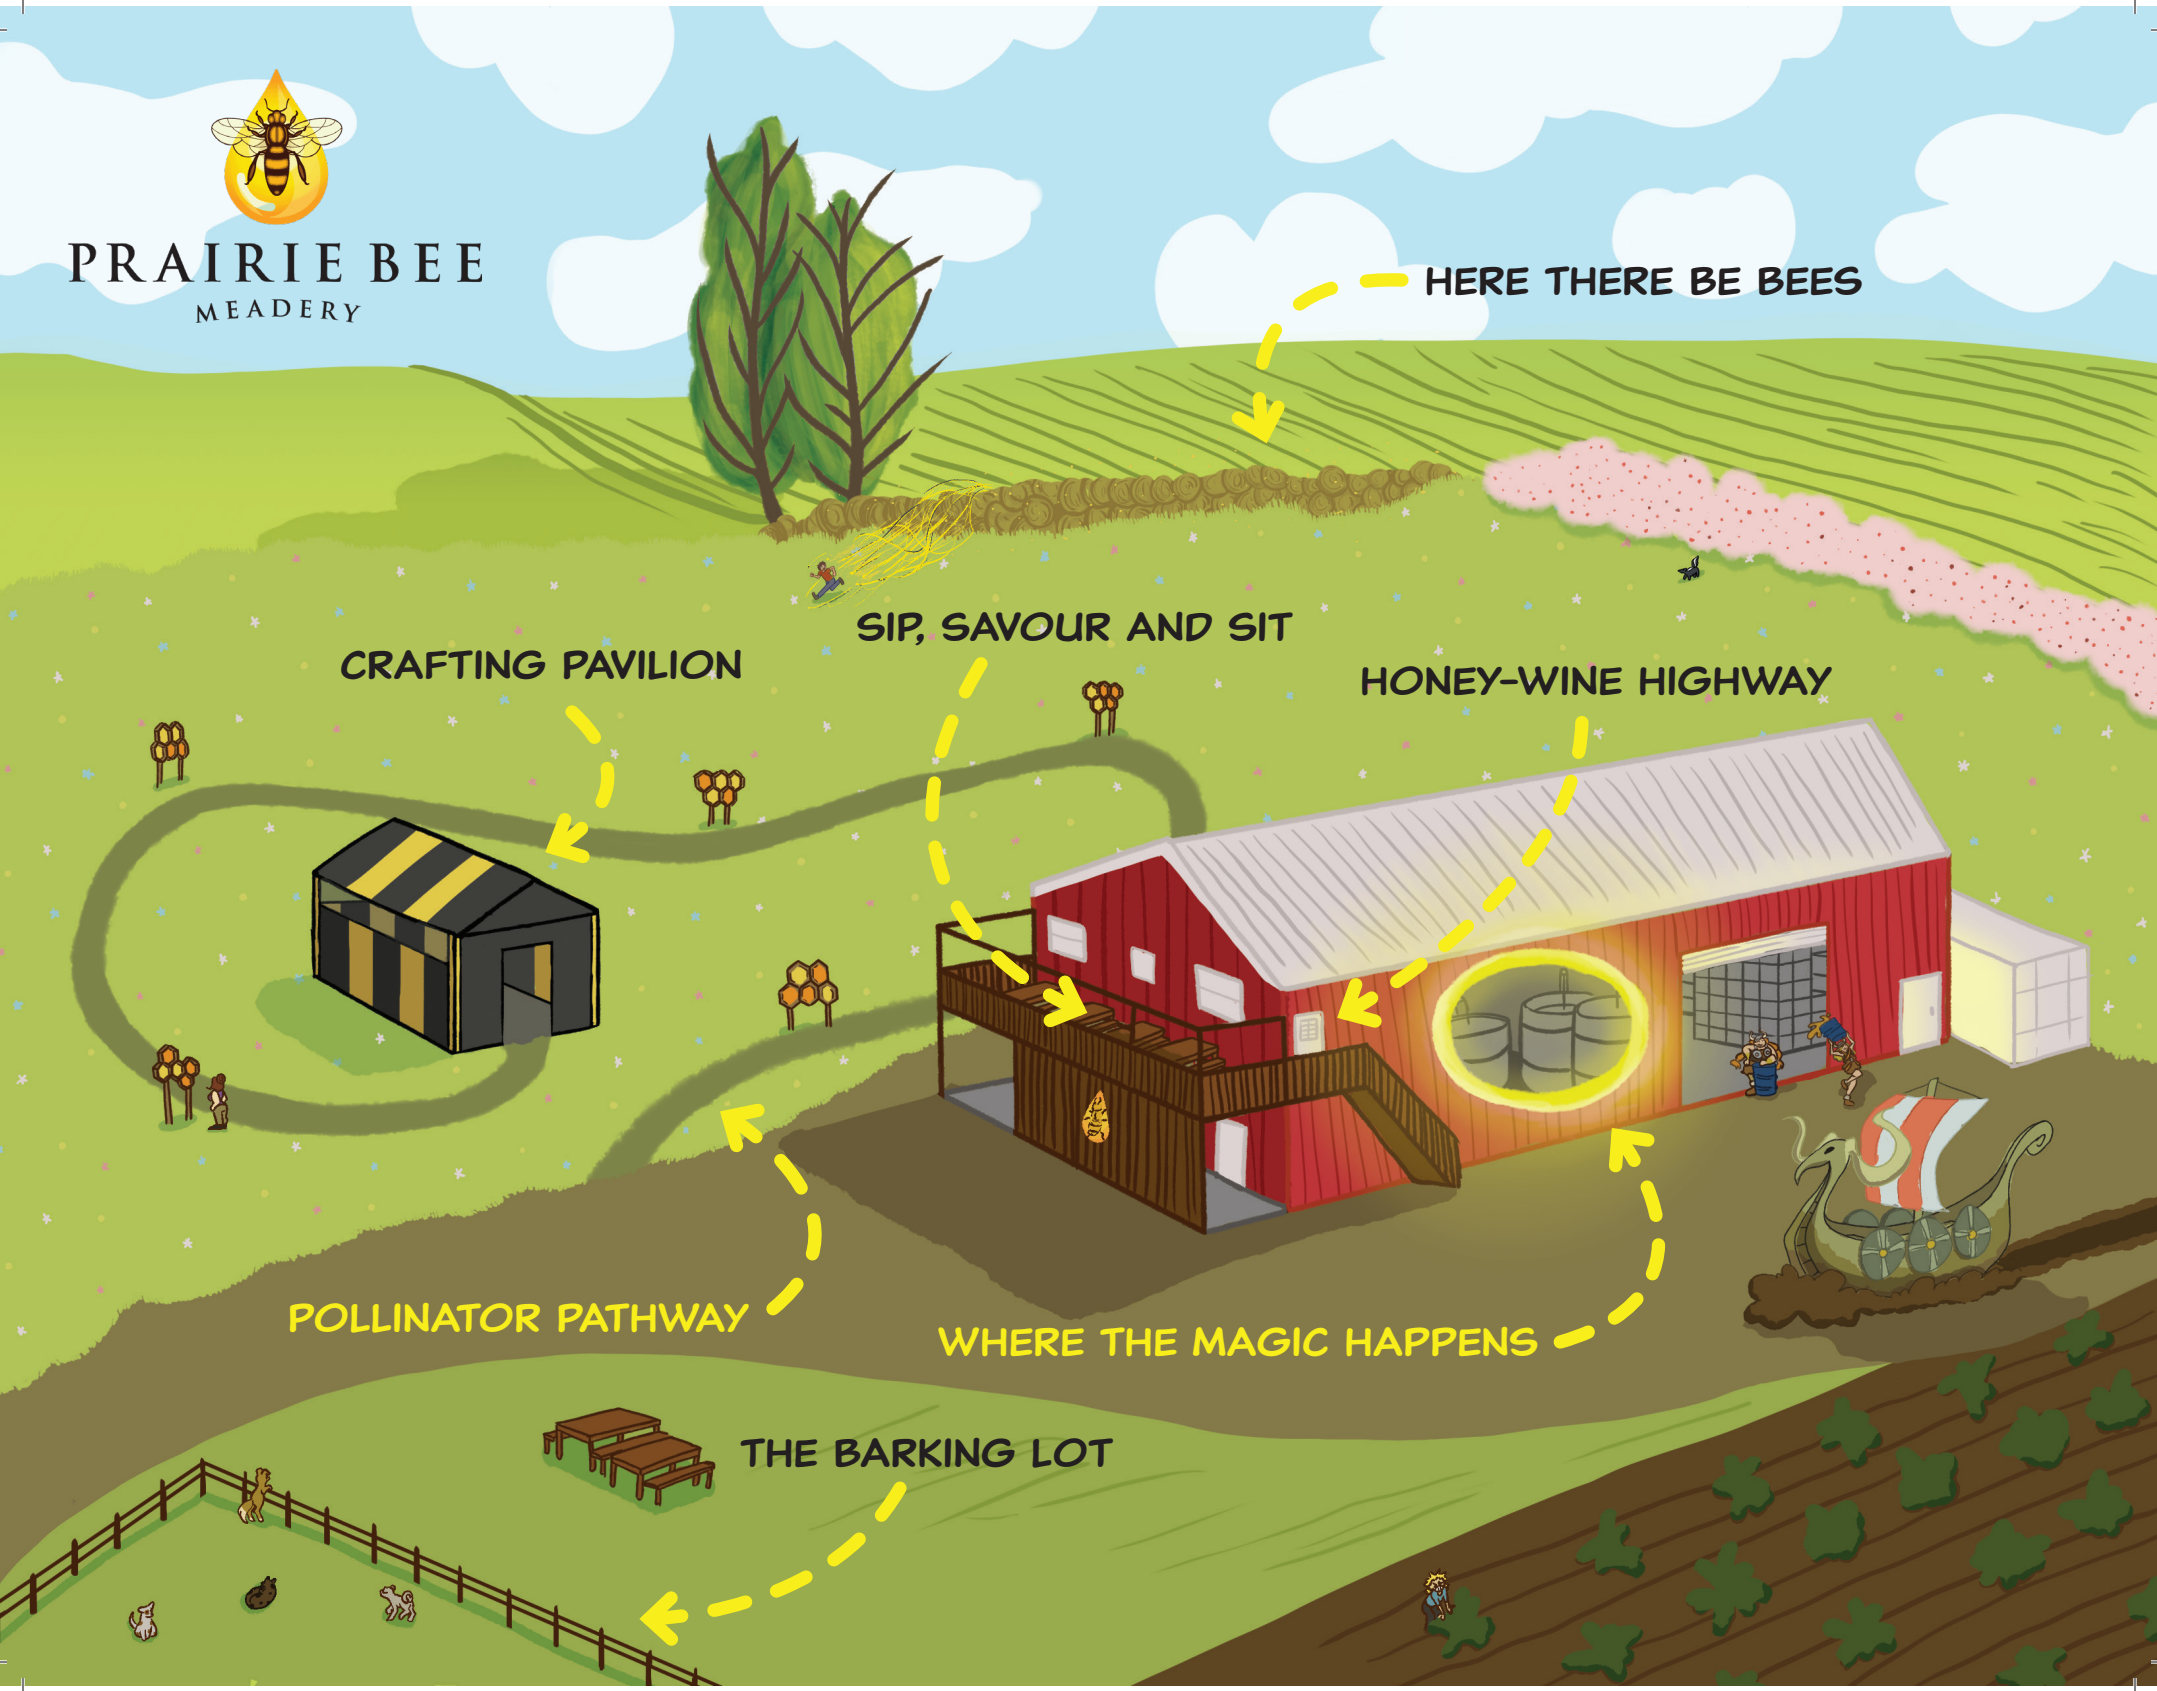 PRAIRIE BEE
MEADERY
HERE THERE BE BEES
SIP, SAVOUR AND SIT
CRAFTING PAVILION
HONEY-WINE HIGHWAY
POLLINATOR PATHWAY
WHERE THE MAGIC HAPPENS
THE BARKING LOT